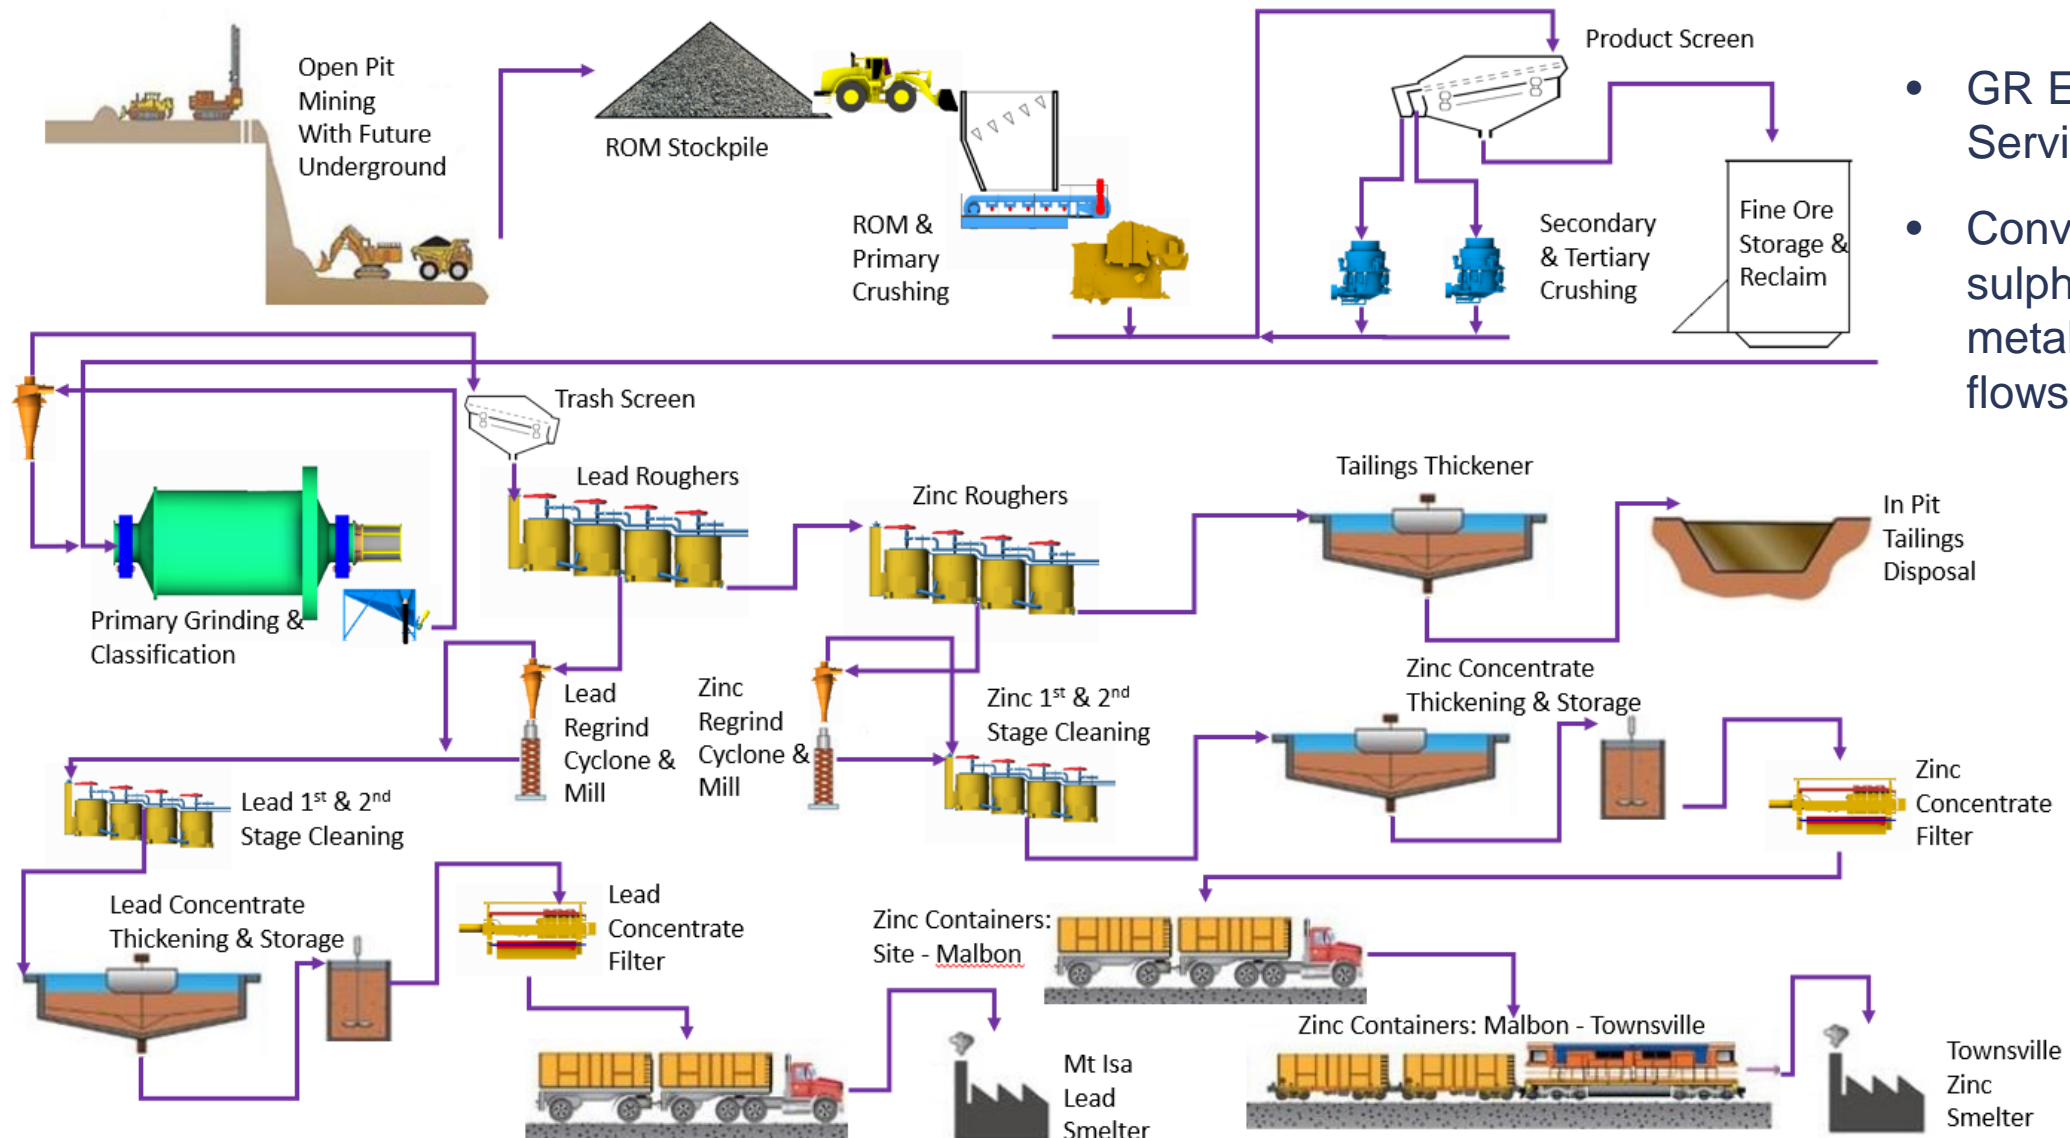 Open Pit
Mining
With Future
Underground
ROM Stockpile
ROM &
Primary
Crushing
Product Screen
Secondary
& Tertiary
Crushing
Fine Ore
Storage &
Reclaim
• GR E
Servi
• Conv
sulph
metal
flows
Trash Screen
Primary Grinding &
Classification
Lead Roughers
Zinc Roughers
Tailings Thickener
In Pit
Tailings
Disposal
Lead
Regrind
Cyclone &
Mill
Zinc
Regrind
Cyclone &
Mill
Zinc 1st & 2nd
Stage Cleaning
Zinc Concentrate
Thickening & Storage
Zinc
Concentrate
Filter
Lead 1st & 2nd
Stage Cleaning
Lead Concentrate
Thickening & Storage
Lead
Concentrate
Filter
Zinc Containers:
Site - Malbon
Zinc Containers: Malbon - Townsville
Mt Isa
Lead
Smelter
Townsville
Zinc
Smelter